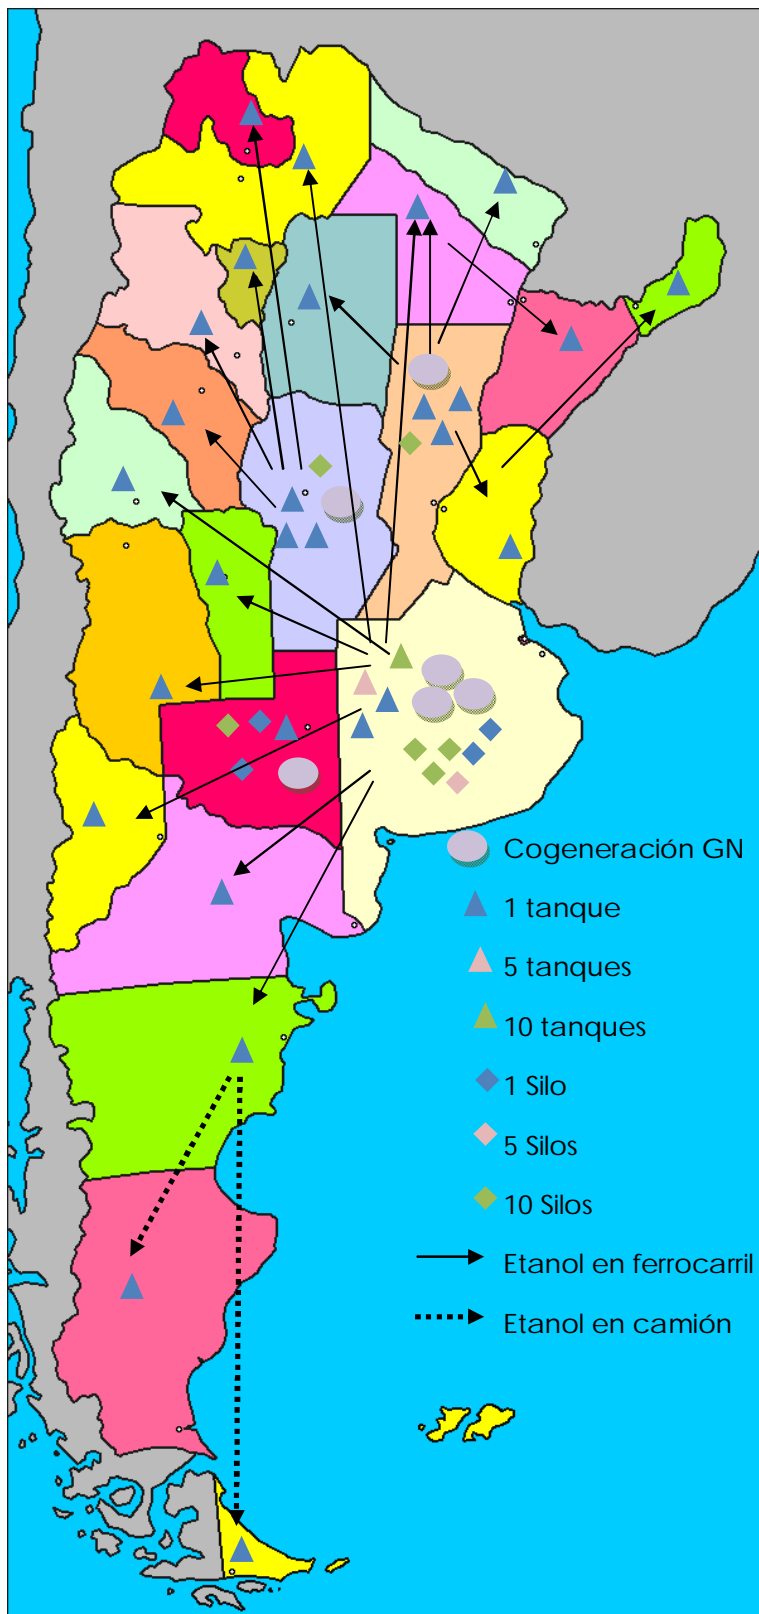 Cogeneración GN
1 tanque
5 tanques
10 tanques
1 Silo
5 Silos
10 Silos
Etanol en ferrocarril
Etanol en camión